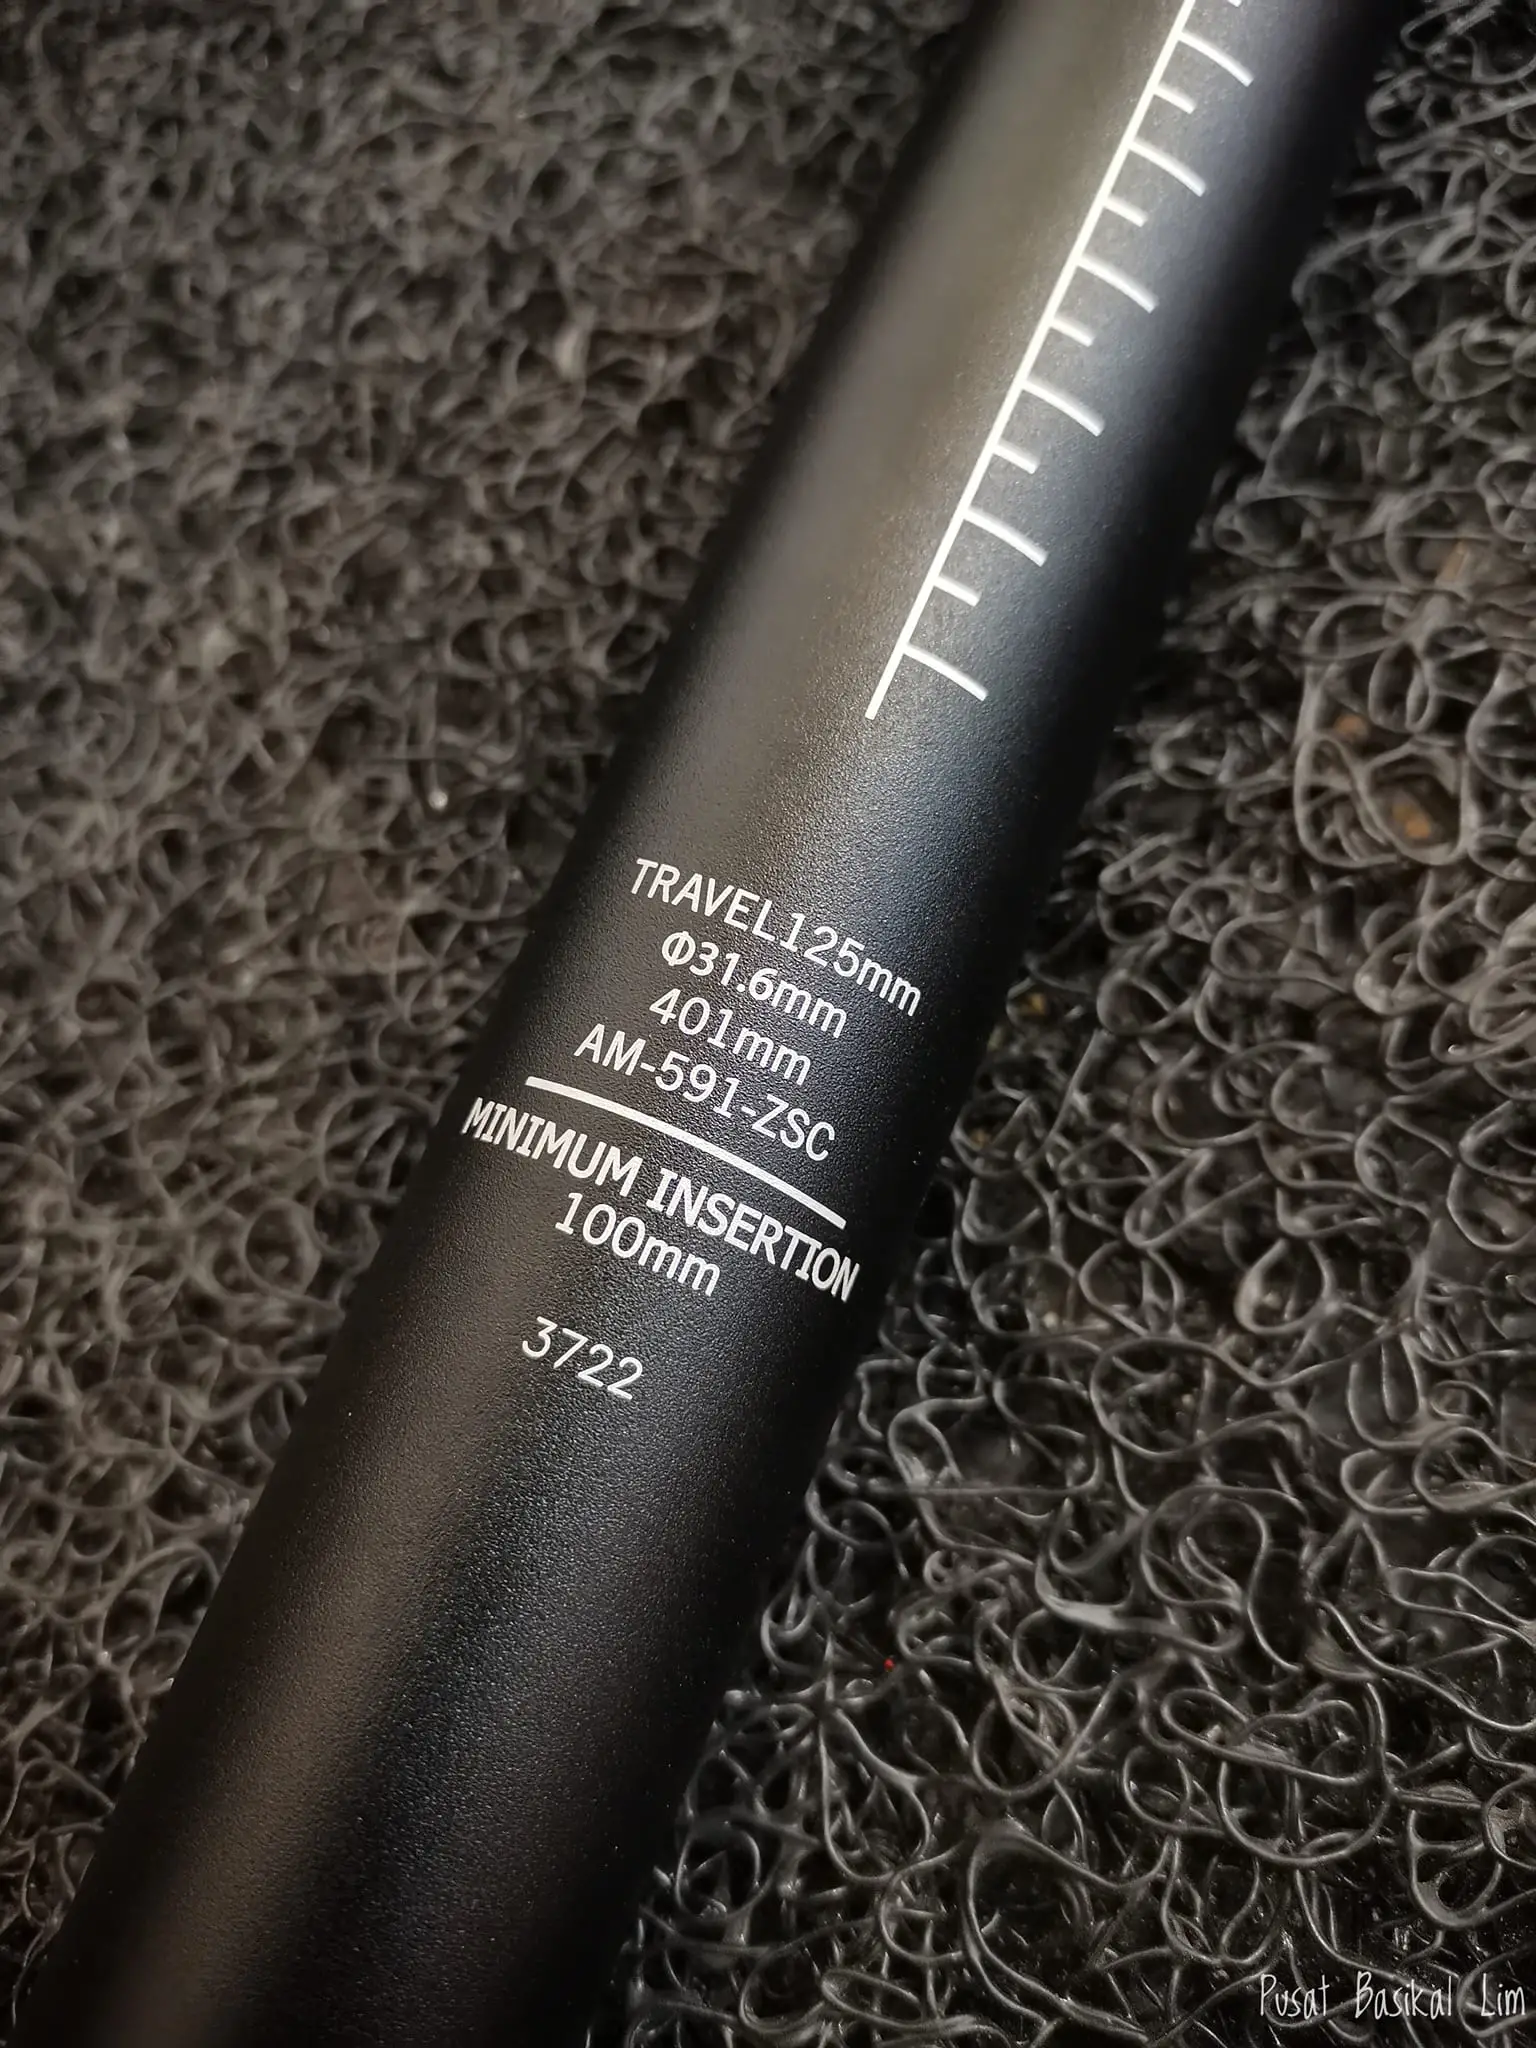 TRAVEL125mm
Φ31.6mm
401mm
AM-591-ZSC
MINIMUM INSERTION
100mm
3722
Pusat Basikal Lim